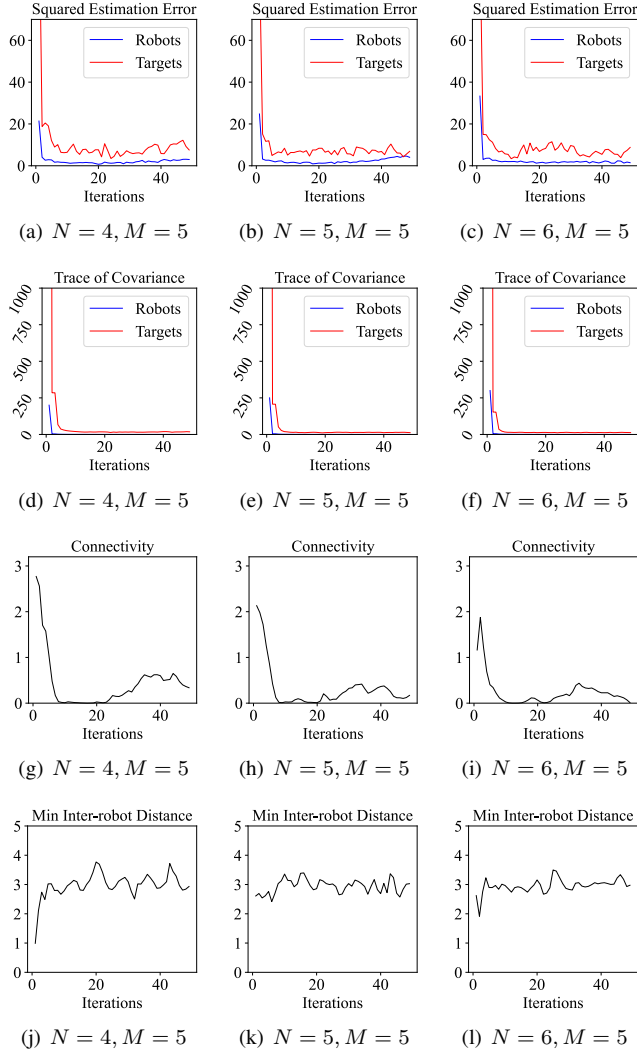 Squared Estimation Error
60
40
20
0
Robots
Targets
0 20 40
Iterations
(a) N = 4, M = 5
Squared Estimation Error
60
40
20
0
Robots
Targets
0 20 40
Iterations
(b) N = 5, M = 5
Squared Estimation Error
60
40
20
0
Robots
Targets
0 20 40
Iterations
(c) N = 6, M = 5
Trace of Covariance
1000
750
500
250
0
Robots
Targets
0 20 40
Iterations
(d) N = 4, M = 5
Trace of Covariance
1000
750
500
250
0
Robots
Targets
0 20 40
Iterations
(e) N = 5, M = 5
Trace of Covariance
1000
750
500
250
0
Robots
Targets
0 20 40
Iterations
(f) N = 6, M = 5
Connectivity
3
2
1
0
0 20 40
Iterations
(g) N = 4, M = 5
Connectivity
3
2
1
0
0 20 40
Iterations
(h) N = 5, M = 5
Connectivity
3
2
1
0
0 20 40
Iterations
(i) N = 6, M = 5
Min Inter-robot Distance
5
4
3
2
1
0
0 20 40
Iterations
(j) N = 4, M = 5
Min Inter-robot Distance
5
4
3
2
1
0
0 20 40
Iterations
(k) N = 5, M = 5
Min Inter-robot Distance
5
4
3
2
1
0
0 20 40
Iterations
(l) N = 6, M = 5